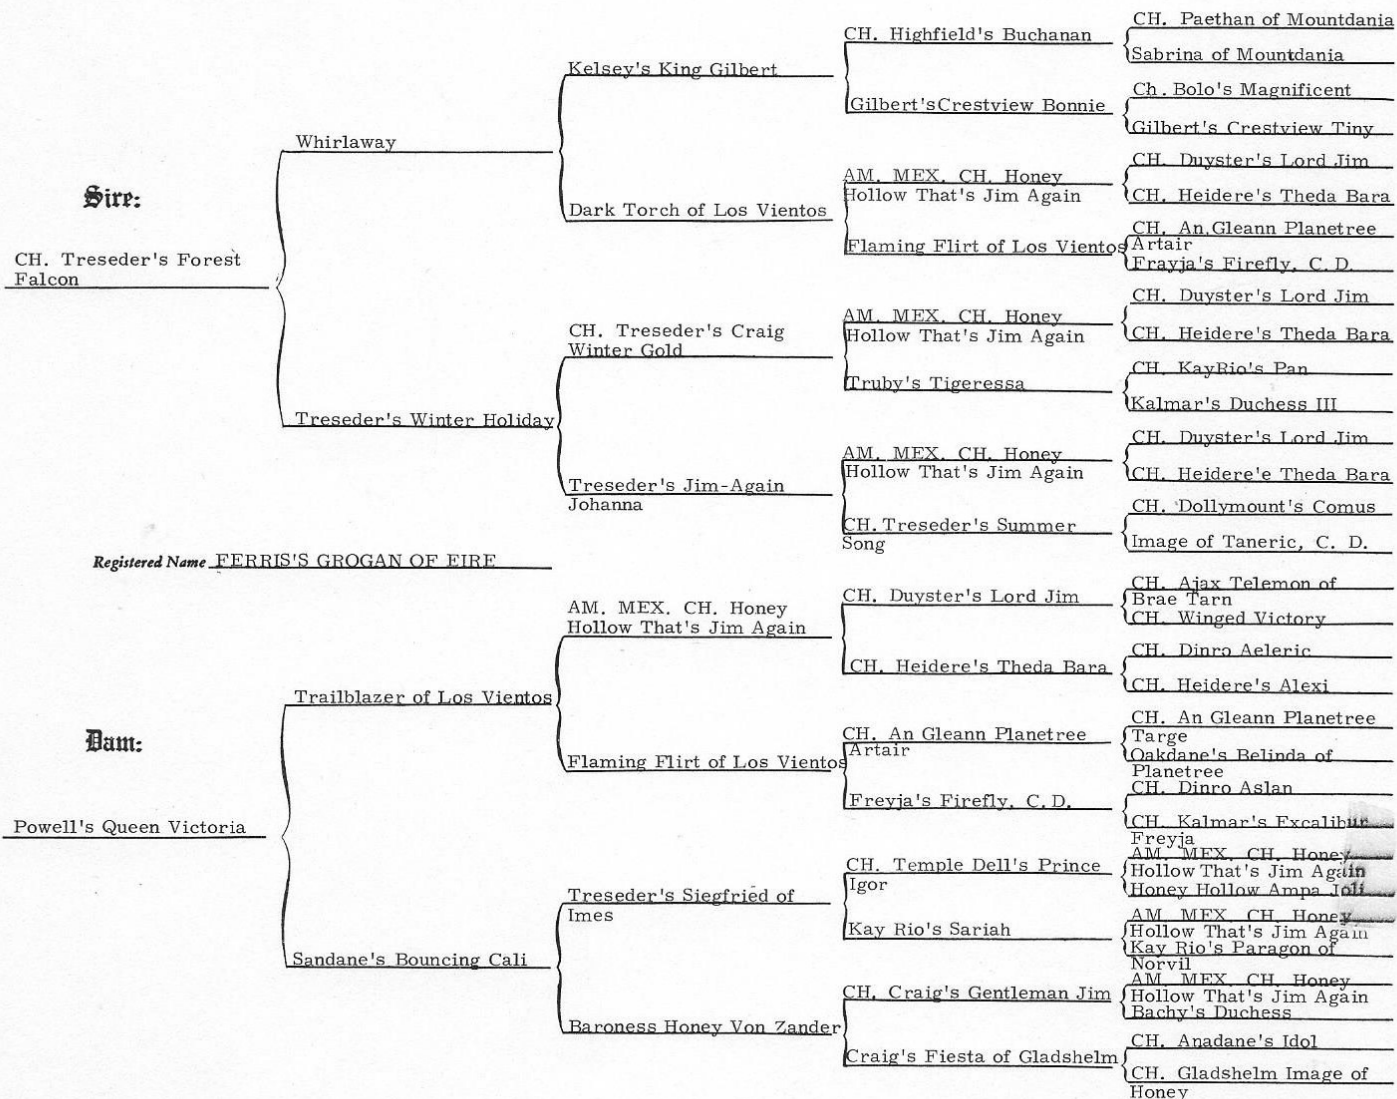 Sire:
CH. Treseder's Forest
Falcon
Whirlaway
Treseder's Winter Holiday
Kelsey's King Gilbert
Dark Torch of Los Vientos
CH. Treseder's Craig
Winter Gold
Treseder's Jim-Again
Johanna
CH. Highfield's Buchanan
Gilbert'sCrestview Bonnie
AM. MEX. CH. Honey
Hollow That's Jim Again
Flaming Flirt of Los Vientos
AM. MEX. CH. Honey
Hollow That's Jim Again
Truby's Tigeressa
AM. MEX. CH. Honey
Hollow That's Jim Again
CH. Treseder's Summer
Song
CH. Paethan of Mountdania
Sabrina of Mountdania
Ch. Bolo's Magnificent
Gilbert's Crestview Tiny
CH. Duyster's Lord Jim
CH. Heidere's Theda Bara
CH. An Gleann Planetree
Artair
Frayja's Firefly, C. D.
CH. Duyster's Lord Jim
CH. Heidere's Theda Bara
CH. KayRio's Pan
Kalmar's Duchess III
CH. Duyster's Lord Jim
CH. Heidere'e Theda Bara
CH. Dollymount's Comus
Image of Taneric, C. D.
Registered Name FERRIS'S GROGAN OF EIRE
Dam:
Powell's Queen Victoria
Trailblazer of Los Vientos
Sandane's Bouncing Cali
AM. MEX. CH. Honey
Hollow That's Jim Again
Flaming Flirt of Los Vientos
Treseder's Siegfried of
Imes
Baroness Honey Von Zander
CH. Duyster's Lord Jim
CH. Heidere's Theda Bara
CH. An Gleann Planetree
Artair
Freyja's Firefly, C. D.
CH. Temple Dell's Prince
Igor
Kay Rio's Sariah
CH. Craig's Gentleman Jim
Craig's Fiesta of Gladshelm
CH. Ajax Telemon of
Brae Tarn
CH. Winged Victory
CH. Dinro Aeleric
CH. Heidere's Alexi
CH. An Gleann Planetree
Targe
Oakdane's Belinda of
Planetree
CH. Dinro Aslan
CH. Kalmar's Excalibur
Freyja
AM. MEX. CH. Honey
Hollow That's Jim Again
Honey Hollow Ampa Joli
AM. MEX. CH. Honey
Hollow That's Jim Again
Kay Rio's Paragon of
Norvil
AM. MEX. CH. Honey
Hollow That's Jim Again
Bachy's Duchess
CH. Anadane's Idol
CH. Gladshelm Image of
Honey